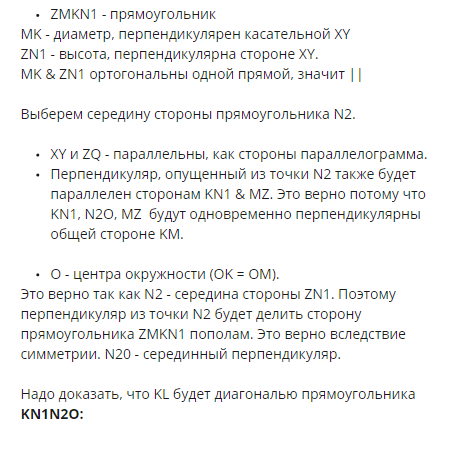 • ZMKN1 - прямоугольник
MK - диаметр, перпендикулярен касательной XY
ZN1 - высота, перпендикулярна стороне XY.
MK & ZN1 ортогональны одной прямой, значит ||
Выберем середину стороны прямоугольника N2.
• XY и ZQ - параллельны, как стороны параллелограмма.
• Перпендикуляр, опущенный из точки N2 также будет
параллелен сторонам KN1 & MZ. Это верно потому что
KN1, N2O, MZ будут одновременно перпендикулярны
общей стороне KM.
• O - центра окружности (OK = OM).
Это верно так как N2 - середина стороны ZN1. Поэтому
перпендикуляр из точки N2 будет делить сторону
прямоугольника ZMKN1 пополам. Это верно вследствие
симметрии. N20 - серединный перпендикуляр.
Надо доказать, что KL будет диагональю прямоугольника
KN1N2O: